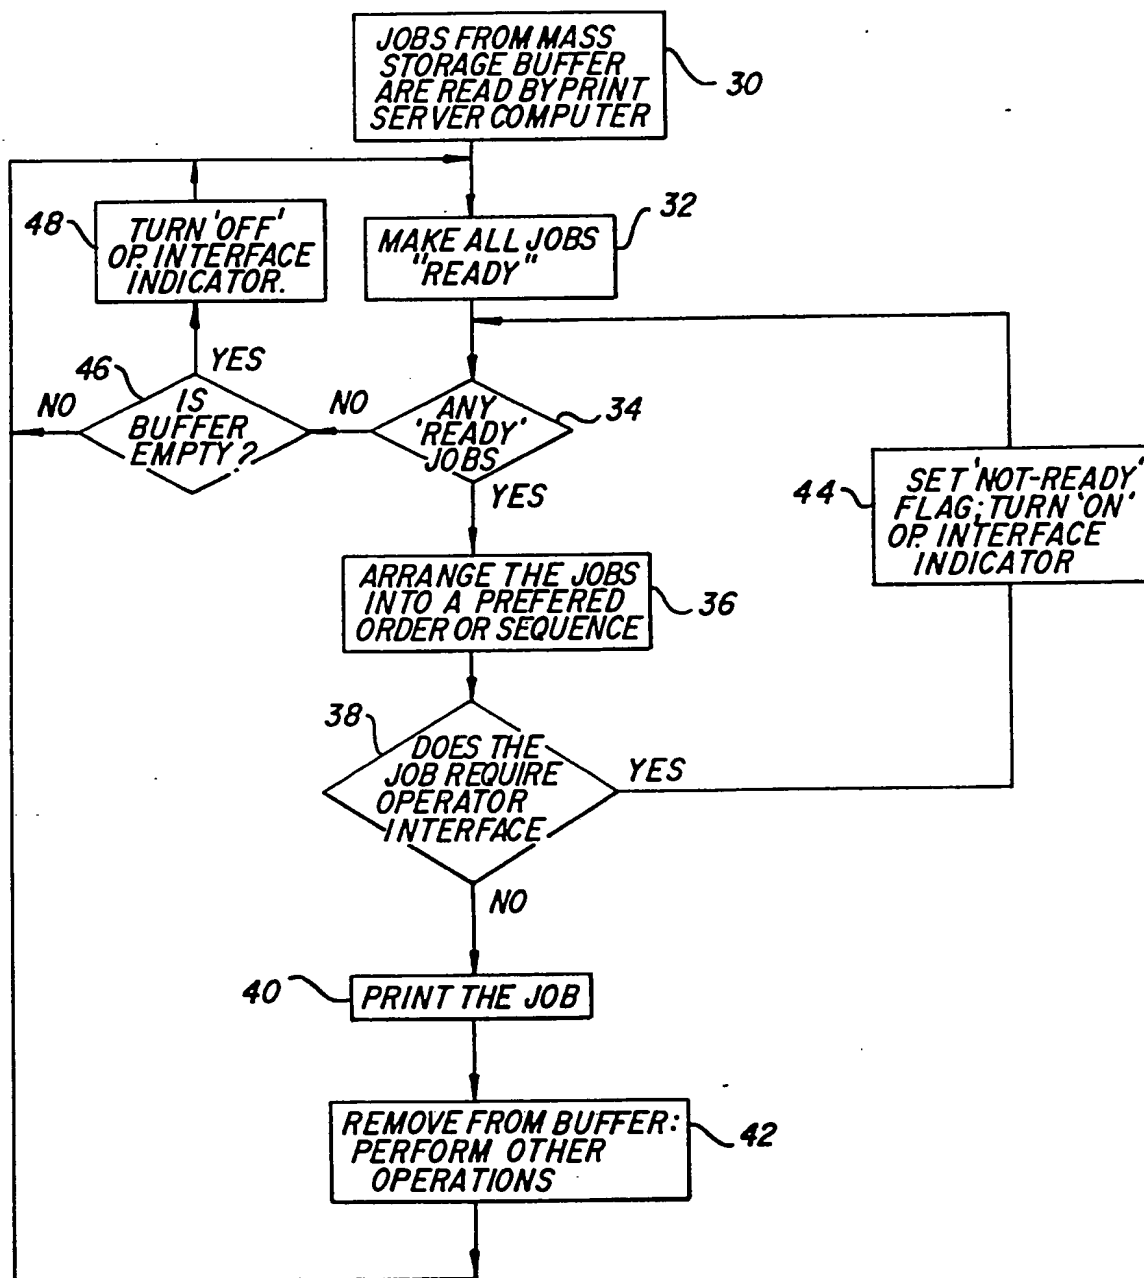 JOBS FROM MASS
STORAGE BUFFER
ARE READ BY PRINT
SERVER COMPUTER
30
32
MAKE ALL JOBS
"READY"
48
TURN 'OFF'
OP. INTERFACE
INDICATOR.
YES
46
NO
IS
BUFFER
EMPTY?
NO
ANY
'READY'
JOBS
34
YES
44
SET 'NOT-READY'
FLAG; TURN 'ON'
OP. INTERFACE
INDICATOR
ARRANGE THE JOBS
INTO A PREFERED
ORDER OR SEQUENCE
36
38
DOES THE
JOB REQUIRE
OPERATOR
INTERFACE
YES
NO
40
PRINT THE JOB
REMOVE FROM BUFFER:
PERFORM OTHER
OPERATIONS
42